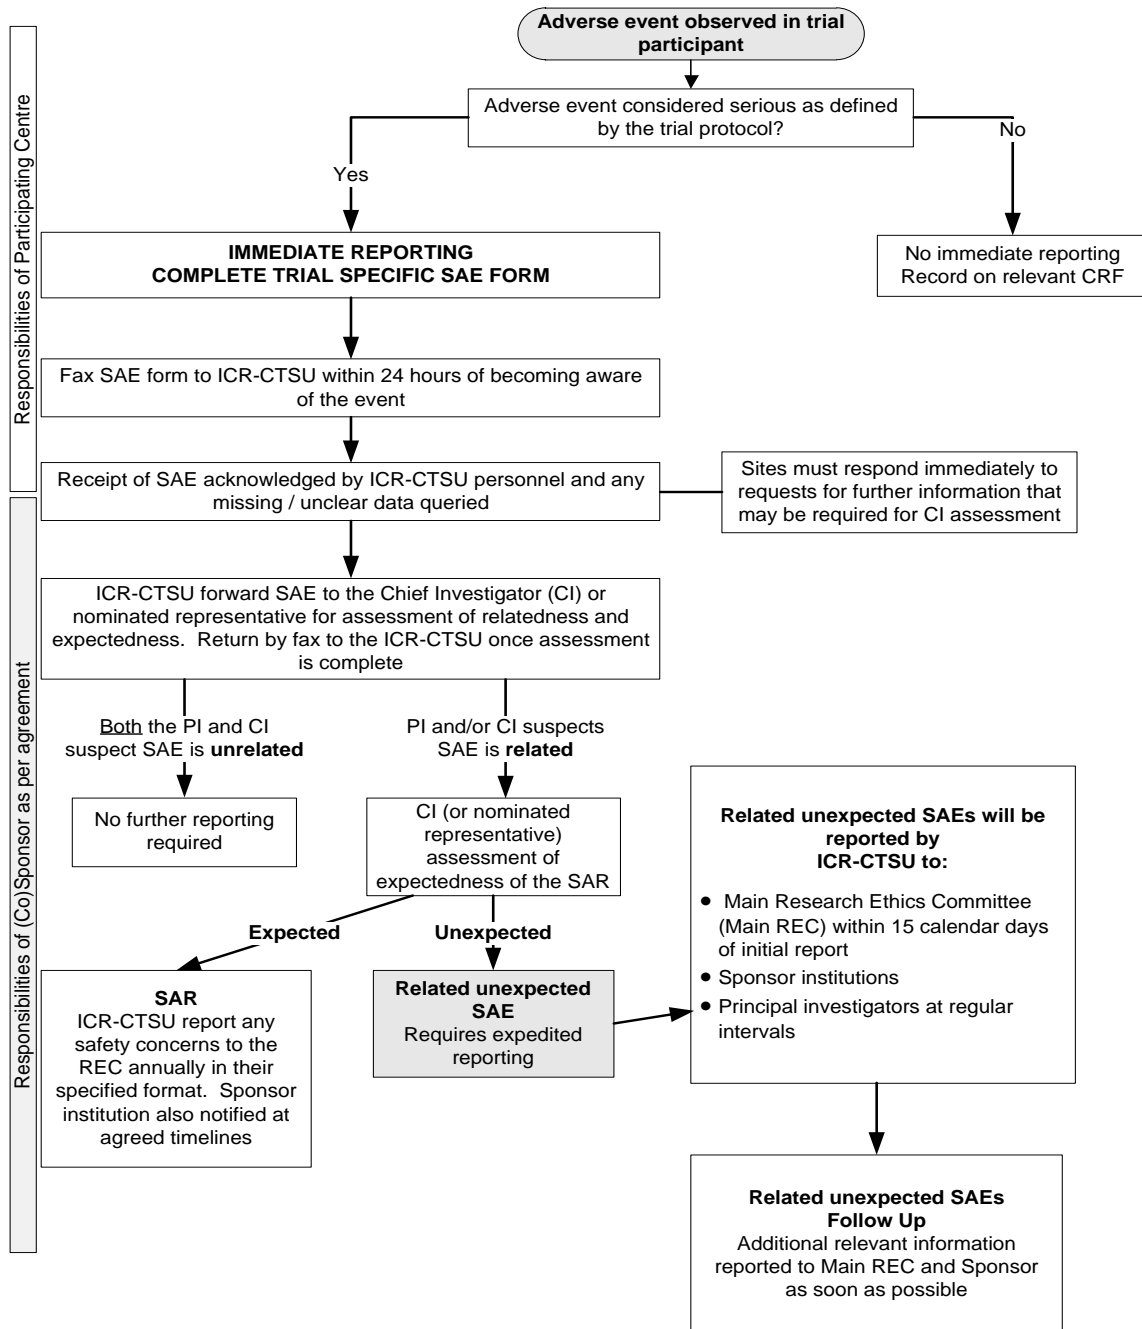 Adverse event observed in trial
participant
Adverse event considered serious as defined
by the trial protocol?
Yes
No
IMMEDIATE REPORTING
COMPLETE TRIAL SPECIFIC SAE FORM
No immediate reporting
Record on relevant CRF
Fax SAE form to ICR-CTSU within 24 hours of becoming aware
of the event
Receipt of SAE acknowledged by ICR-CTSU personnel and any
missing / unclear data queried
Sites must respond immediately to
requests for further information that
may be required for CI assessment
Responsibilities of Participating Centre
ICR-CTSU forward SAE to the Chief Investigator (CI) or
nominated representative for assessment of relatedness and
expectedness.  Return by fax to the ICR-CTSU once assessment
is complete
Both the PI and CI
suspect SAE is unrelated
PI and/or CI suspects
SAE is related
No further reporting
required
CI (or nominated
representative)
assessment of
expectedness of the SAR
Expected
Unexpected
SAR
ICR-CTSU report any
safety concerns to the
REC annually in their
specified format.  Sponsor
institution also notified at
agreed timelines
Related unexpected
SAE
Requires expedited
reporting
Related unexpected SAEs will be
reported by
ICR-CTSU to:
• Main Research Ethics Committee
(Main REC) within 15 calendar days
of initial report
• Sponsor institutions
• Principal investigators at regular
intervals
Related unexpected SAEs
Follow Up
Additional relevant information
reported to Main REC and Sponsor
as soon as possible
Responsibilities of (Co)Sponsor as per agreement